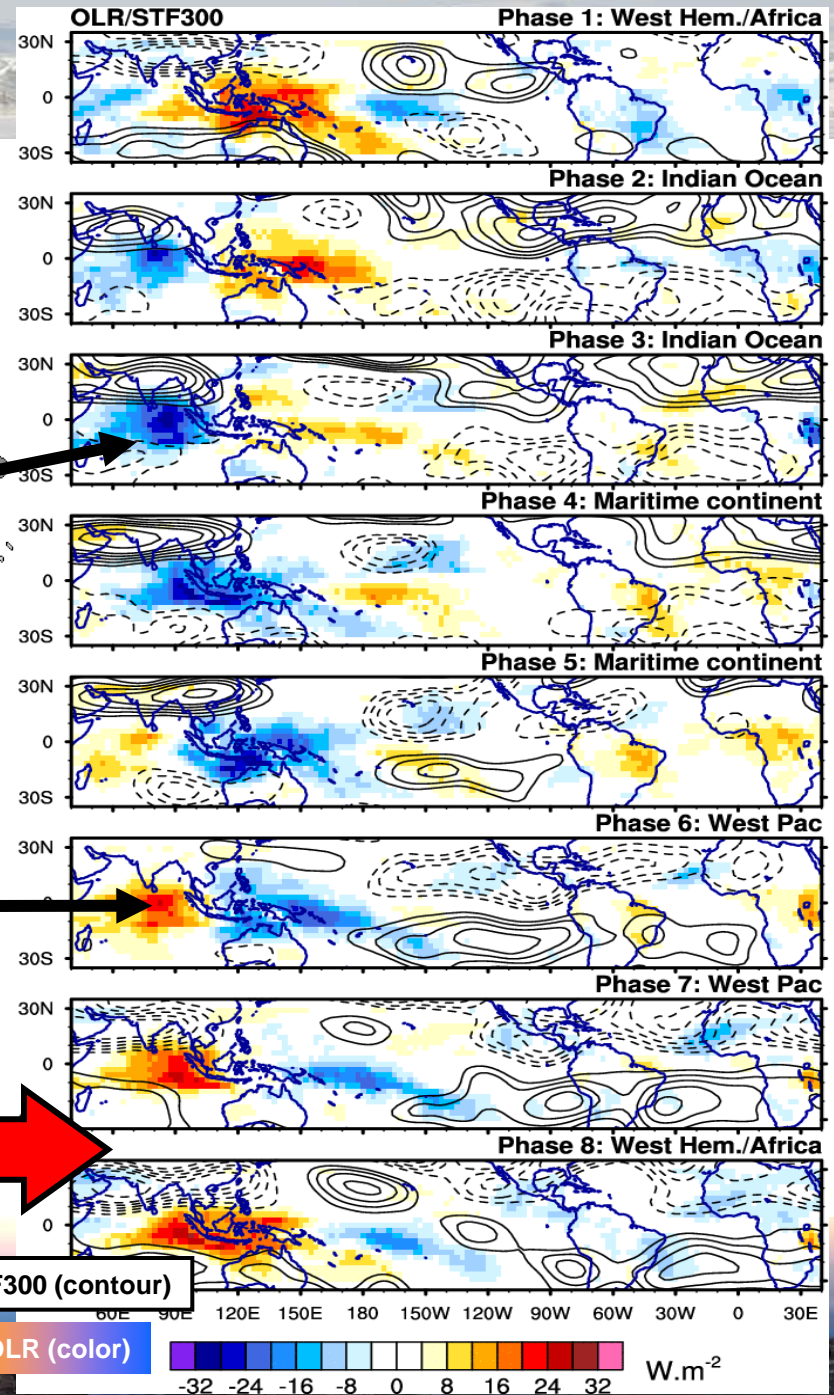 OLR/STF300 Phase 1: West Hem./Africa
30N
0
30S
Phase 2: Indian Ocean
30N
0
30S
Phase 3: Indian Ocean
30N
0
30S
Phase 4: Maritime continent
30N
0
30S
Phase 5: Maritime continent
30N
0
30S
Phase 6: West Pac
30N
0
30S
Phase 7: West Pac
30N
0
Phase 8: West Hem./Africa
0
F300 (contour)
60E 90E 120E 150E 180 150W 120W 90W 60W 30W 0 30E
OLR (color)
W.m-2
-32 -24 -16 -8 0 8 16 24 32